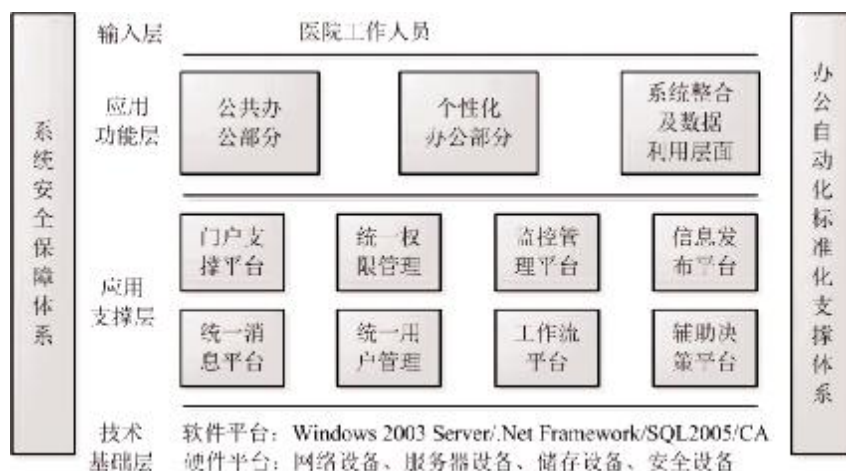 系统安全保障体系
输入层
医院工作人员
应用
功能层
公共办
公部分
个性化
办公部分
系统整合
及数据
利用层面
应用
支撑层
门户支
撑平台
统一权
限管理
监控管
理平台
信息发
布平台
统一消
息平台
统一用
户管理
工作流
平台
辅助决
策平台
技术
基础层
软件平台：Windows 2003 Server/.Net Framework/SQL2005/CA
硬件平台：网络设备、服务器设备、储存设备、安全设备
办公自动化标准化支撑体系